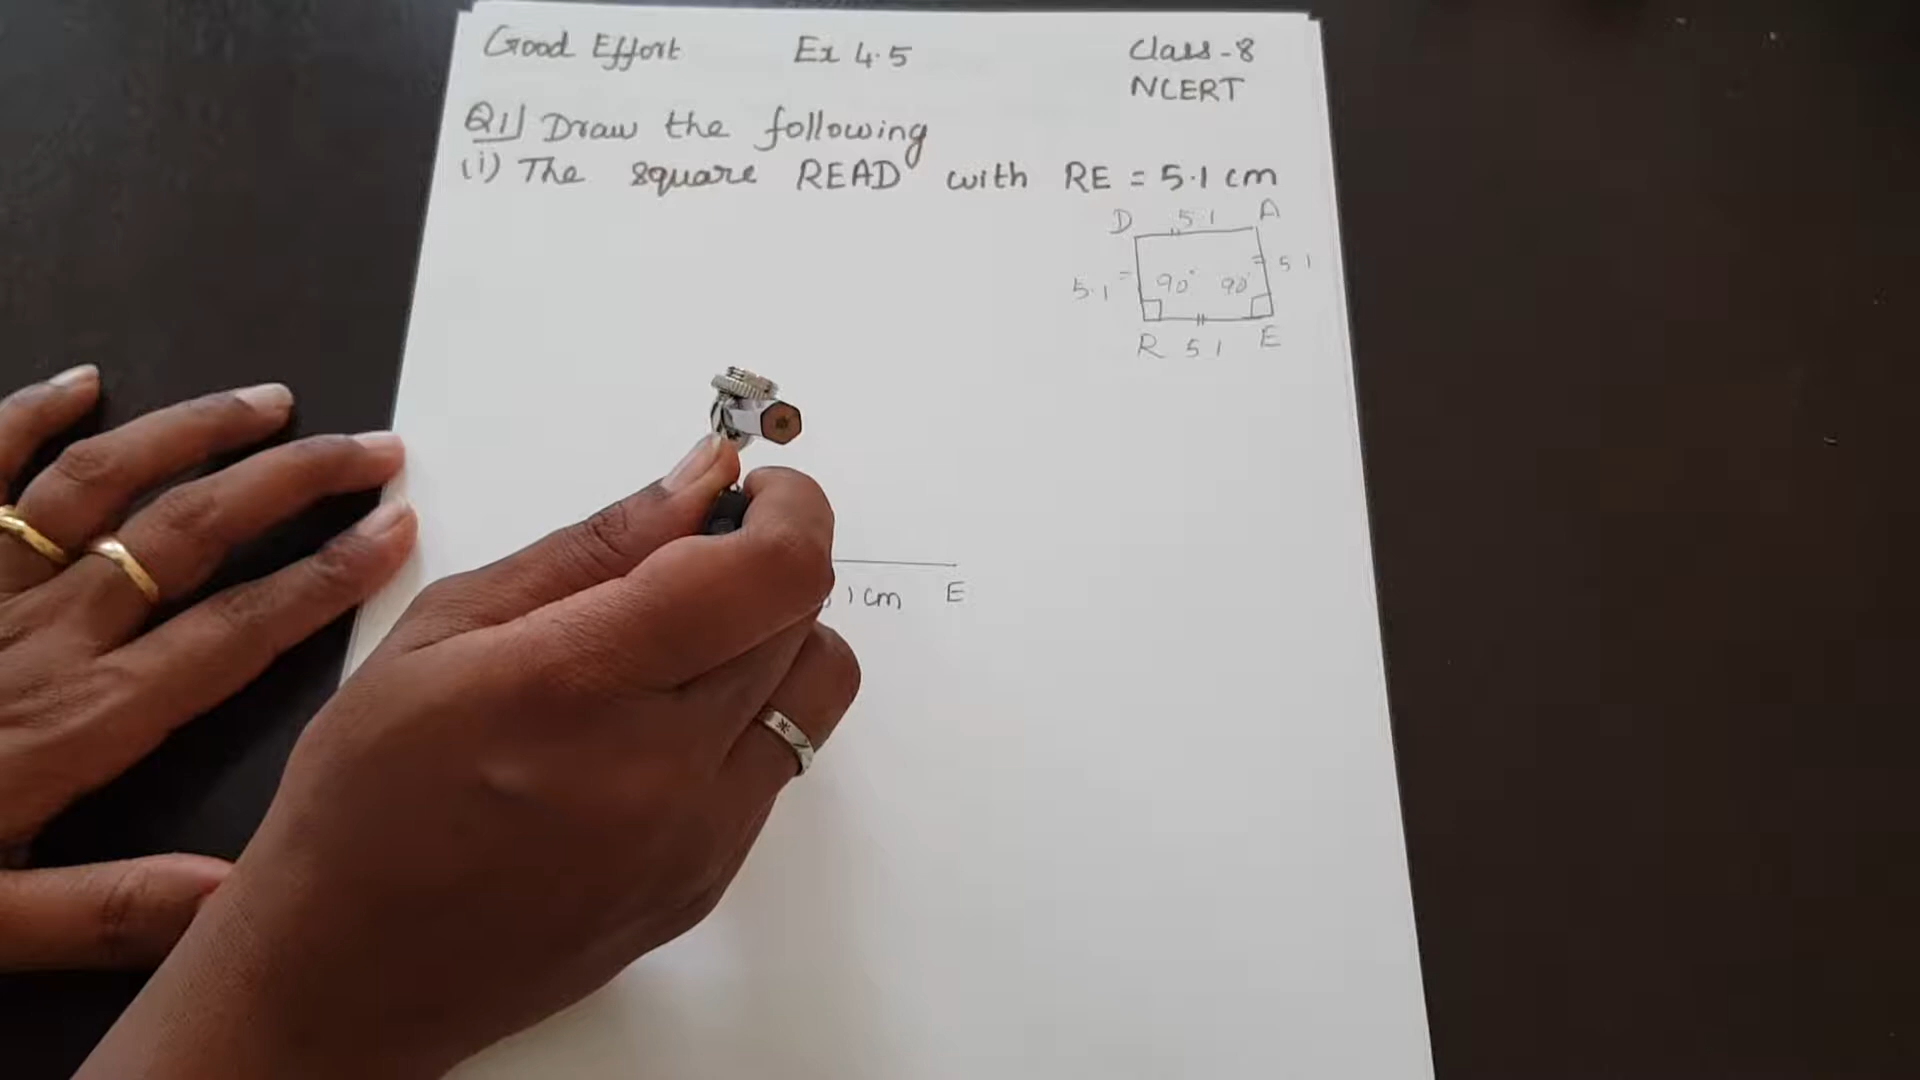 Good Effort Ex 4.5 Class-8
NCERT
Q1) Draw the following
(i) The square READ with RE = 5.1 cm
D 5.1 A
5.1 90° 90° 5.1
R 5.1 E
1 cm E